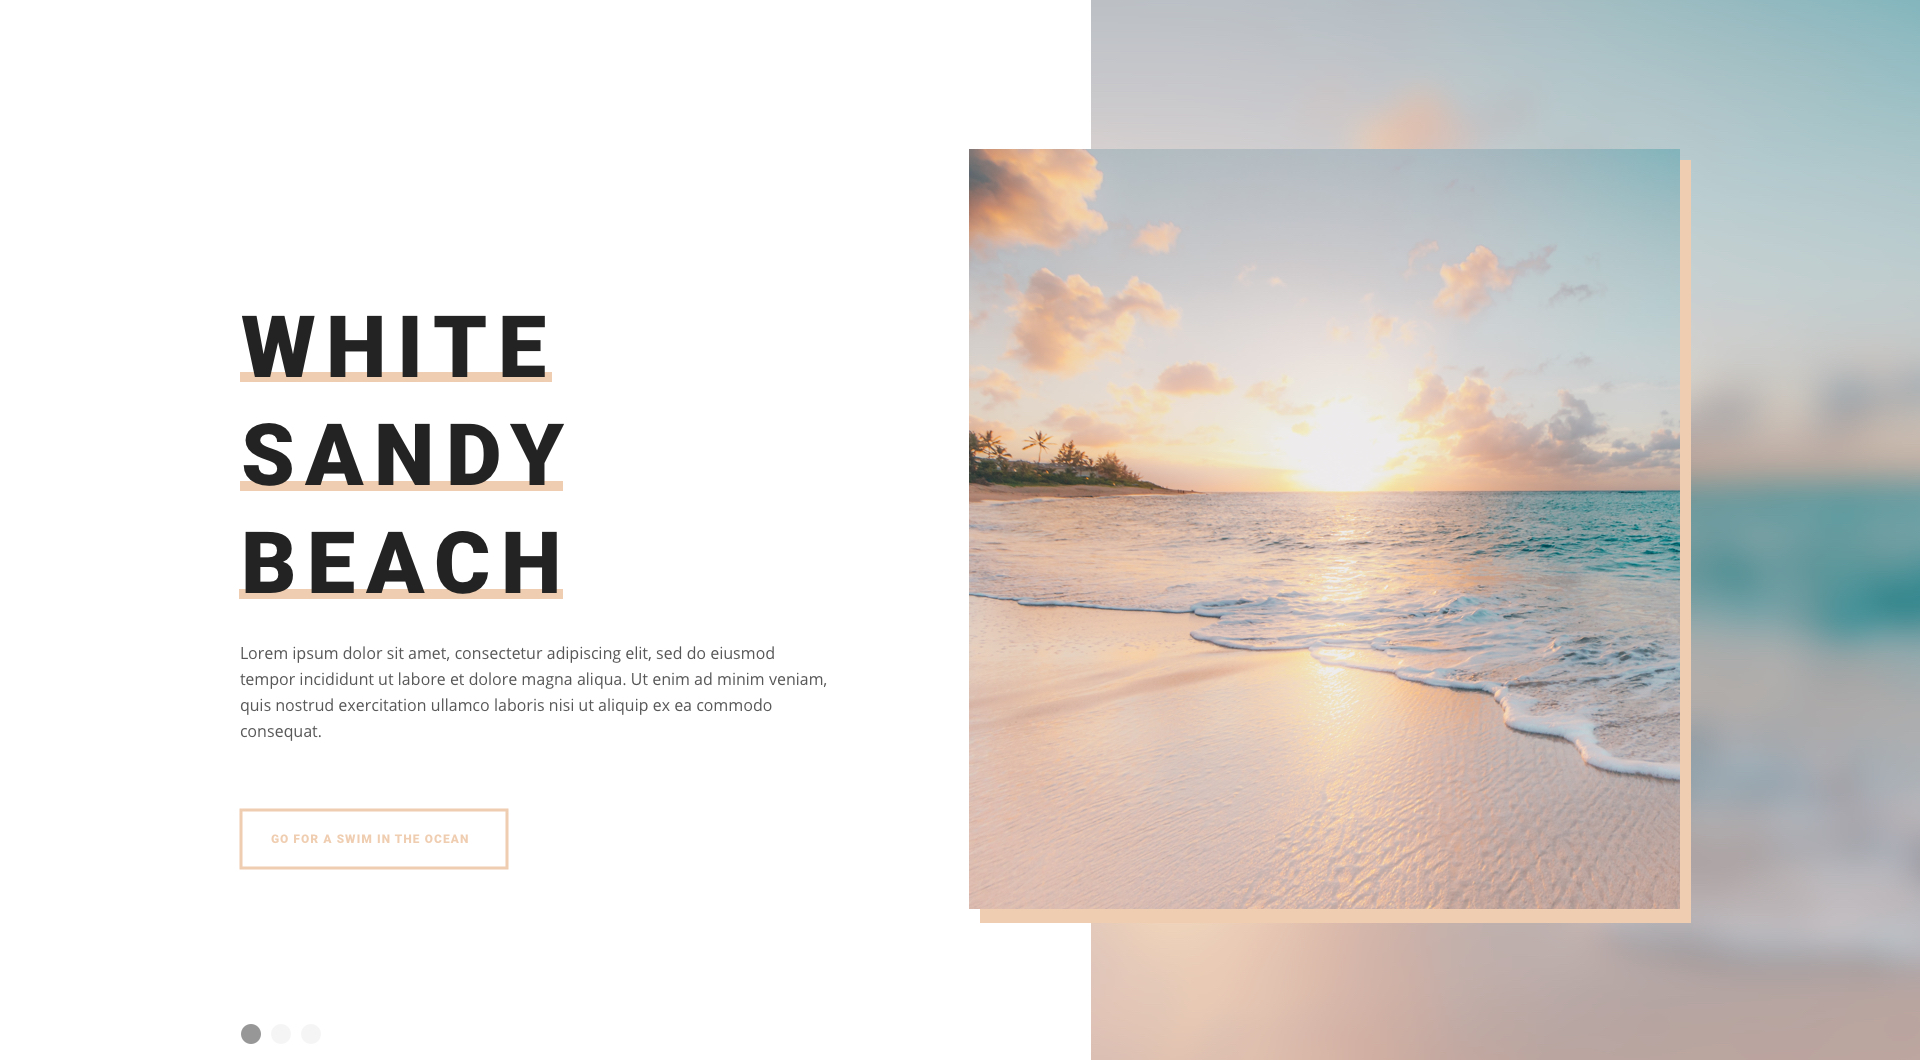 WHITE
SANDY
BEACH
Lorem ipsum dolor sit amet, consectetur adipiscing elit, sed do eiusmod
tempor incididunt ut labore et dolore magna aliqua. Ut enim ad minim veniam,
quis nostrud exercitation ullamco laboris nisi ut aliquip ex ea commodo
consequat.
GO FOR A SWIM IN THE OCEAN